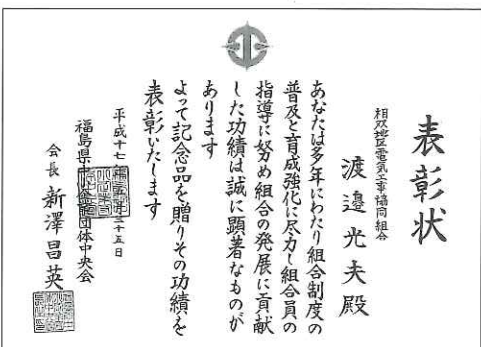 表彰状
相双地区電気工事協同組合
渡邉光夫殿
あなたは多年にわたり組合制度の
普及と育成強化に尽力し組合員の
指導に努め組合の発展に貢献
した功績は誠に顕著なものが
あります
よって記念品を贈りその功績を
表彰いたします
平成十七年
十五日
福島県中小企業団体中央会
会長 新澤昌英